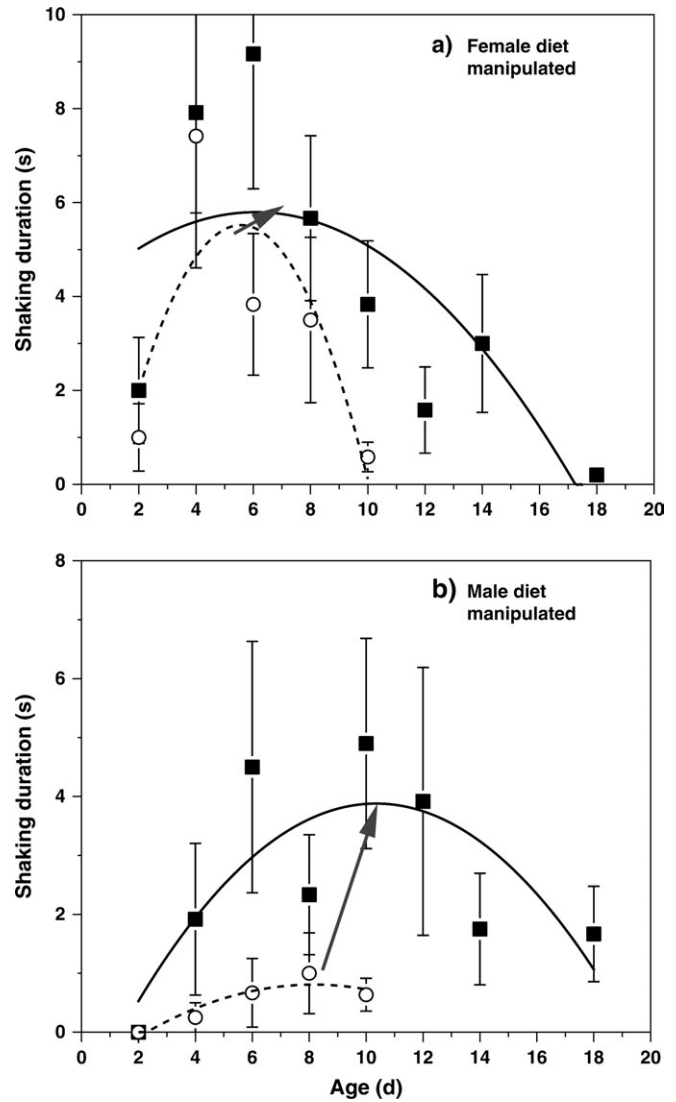 10
8
6
4
2
0
Shaking duration (s)
a) Female diet
manipulated
0 2 4 6 8 10 12 14 16 18 20
8
6
4
2
0
Shaking duration (s)
b) Male diet
manipulated
0 2 4 6 8 10 12 14 16 18 20
Age (d)